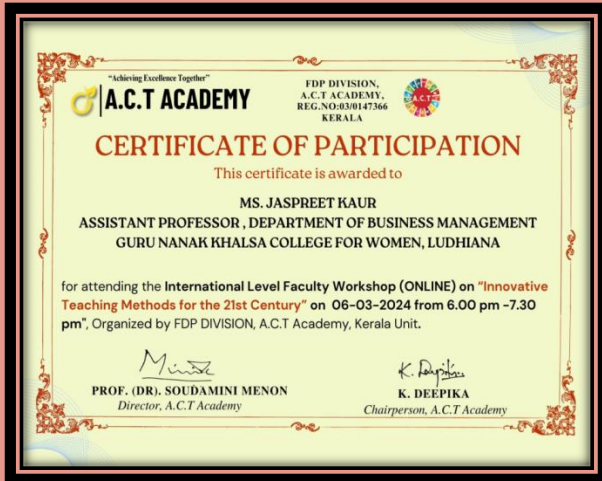 "Achieving Excellence Together"
A.C.T ACADEMY
FDP DIVISION,
A.C.T ACADEMY,
REG.NO:03/0147366
KERALA
A.C.T
CERTIFICATE OF PARTICIPATION
This certificate is awarded to
MS. JASPREET KAUR
ASSISTANT PROFESSOR , DEPARTMENT OF BUSINESS MANAGEMENT
GURU NANAK KHALSA COLLEGE FOR WOMEN, LUDHIANA
for attending the International Level Faculty Workshop (ONLINE) on "Innovative
Teaching Methods for the 21st Century" on 06-03-2024 from 6.00 pm -7.30
pm", Organized by FDP DIVISION, A.C.T Academy, Kerala Unit.
K. Deepika
PROF. (DR). SOUDAMINI MENON
Director, A.C.T Academy
K. DEEPIKA
Chairperson, A.C.T Academy